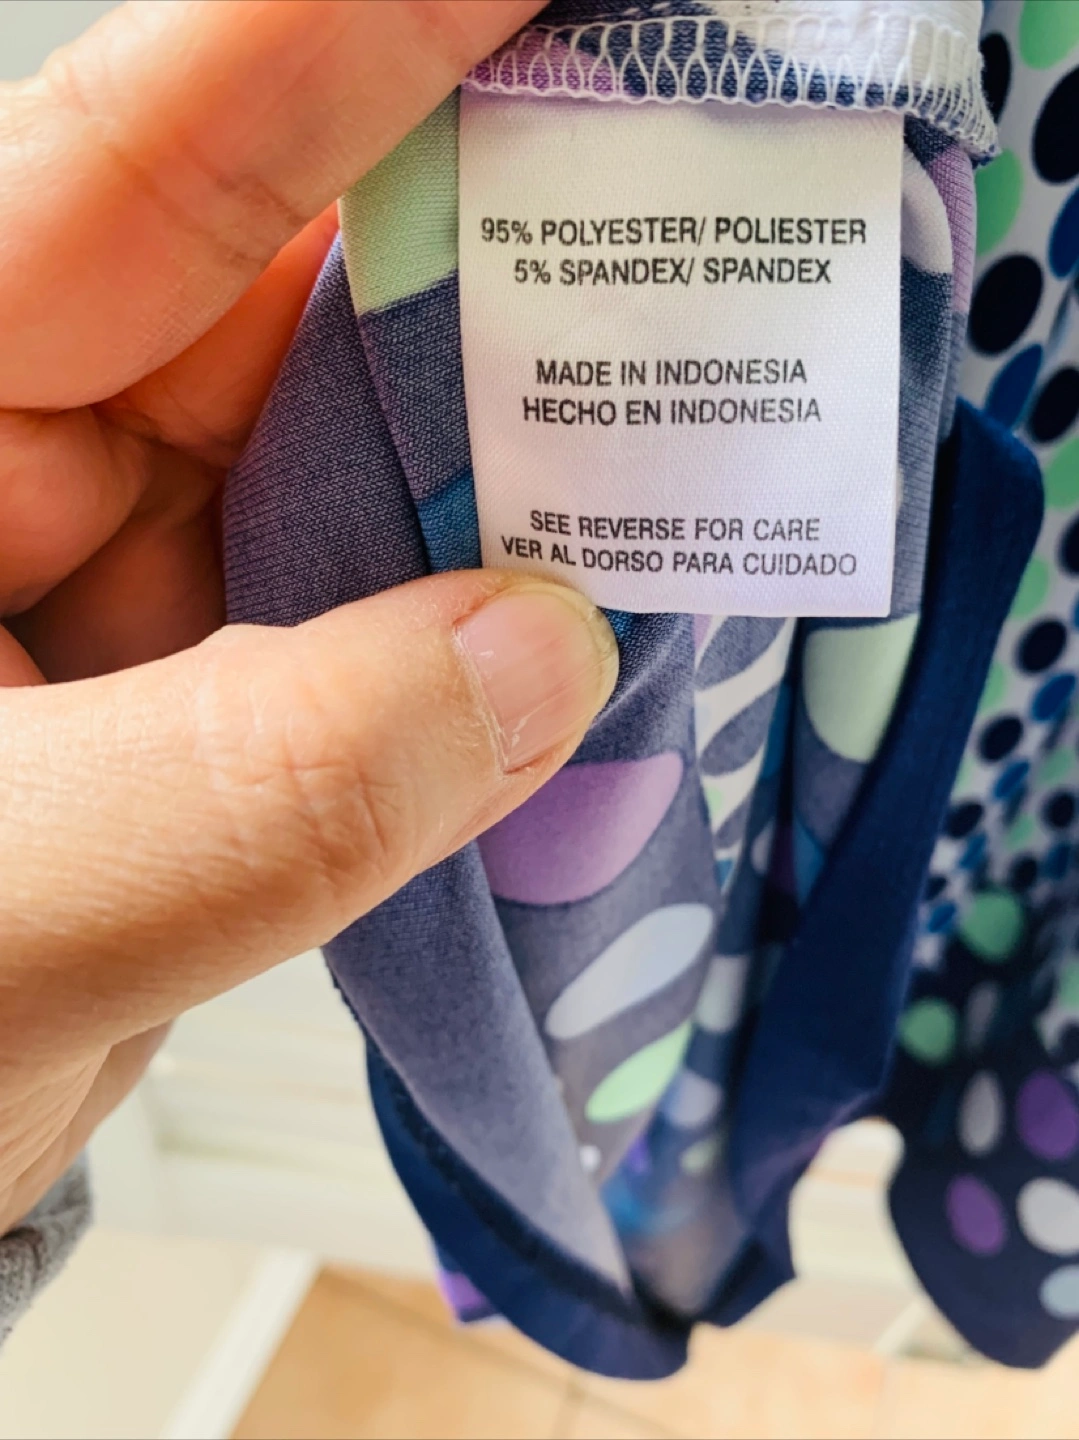 95% POLYESTER/ POLIESTER
5% SPANDEX/ SPANDEX
MADE IN INDONESIA
HECHO EN INDONESIA
SEE REVERSE FOR CARE
VER AL DORSO PARA CUIDADO